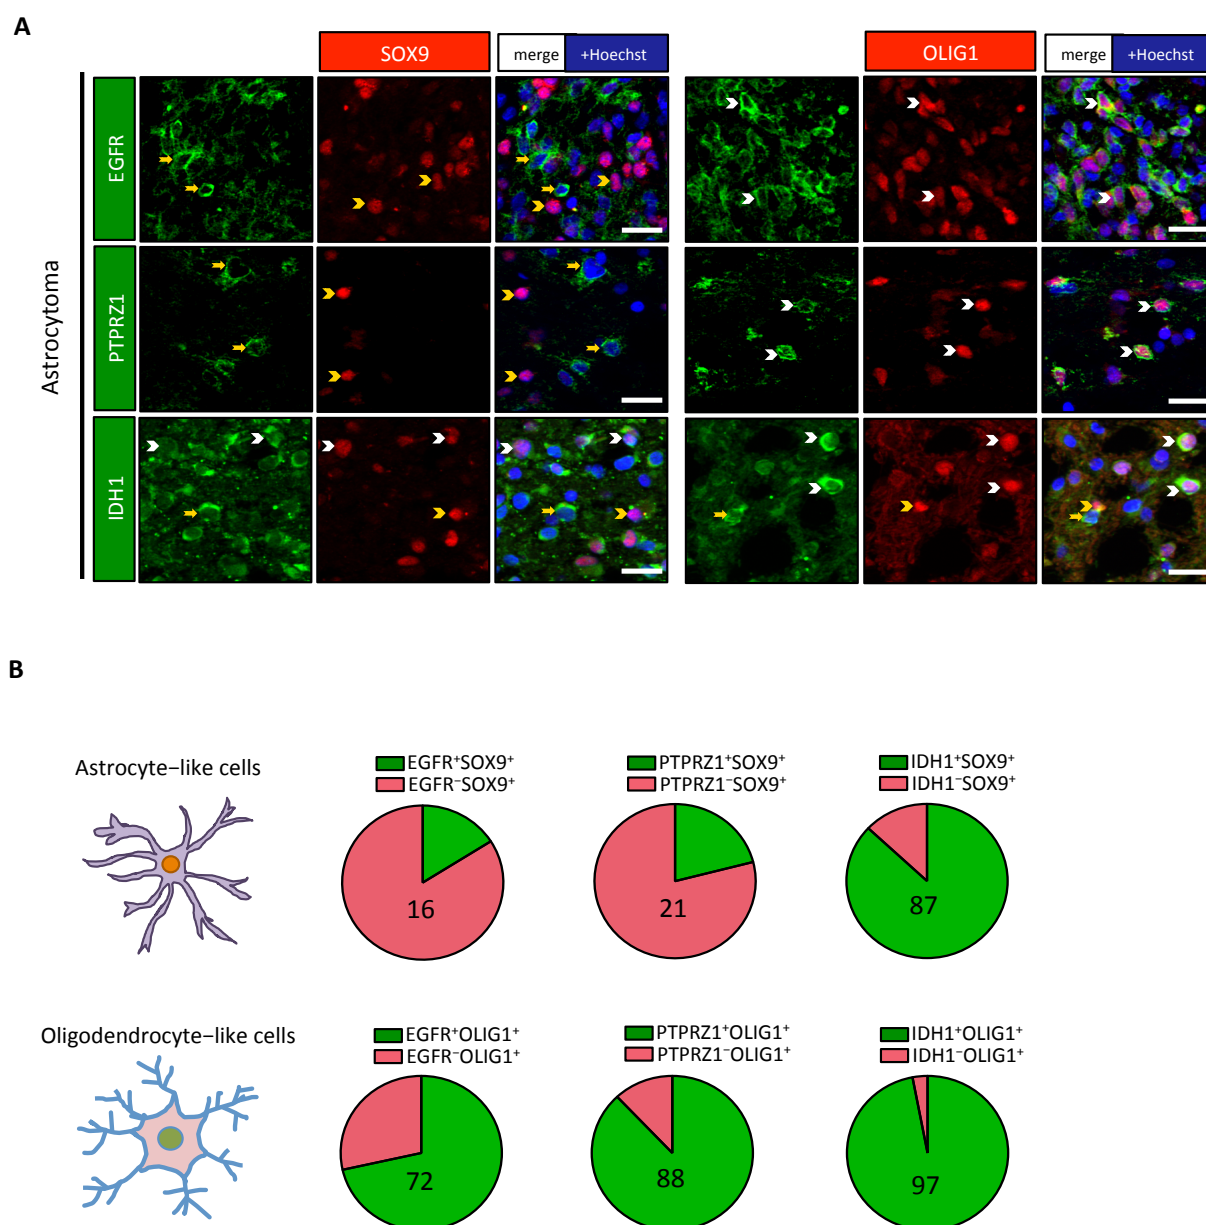 A
SOX9
merge +Hoechst
OLIG1
merge +Hoechst
Astrocytoma
EGFR
PTPRZ1
IDH1
B
Astrocyte–like cells
EGFR⁺SOX9⁺
EGFR⁻SOX9⁺
16
PTPRZ1⁺SOX9⁺
PTPRZ1⁻SOX9⁺
21
IDH1⁺SOX9⁺
IDH1⁻SOX9⁺
87
Oligodendrocyte–like cells
EGFR⁺OLIG1⁺
EGFR⁻OLIG1⁺
72
PTPRZ1⁺OLIG1⁺
PTPRZ1⁻OLIG1⁺
88
IDH1⁺OLIG1⁺
IDH1⁻OLIG1⁺
97